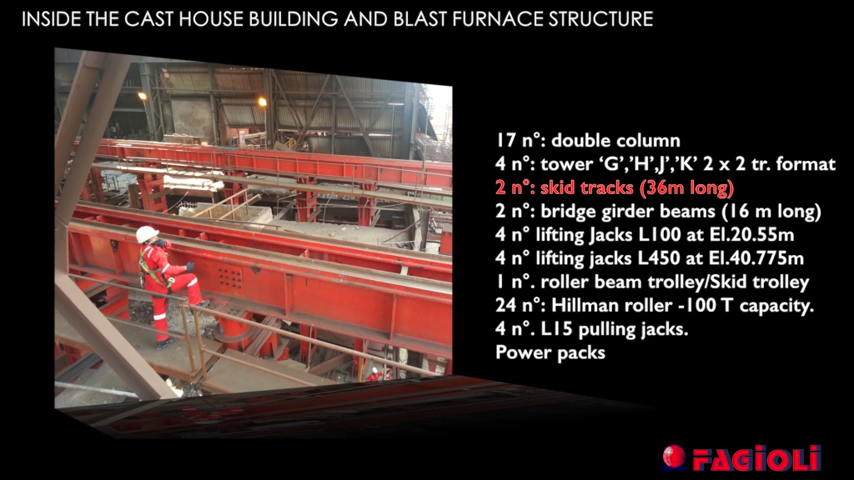 INSIDE THE CAST HOUSE BUILDING AND BLAST FURNACE STRUCTURE
17 n°: double column
4 n°: tower ‘G’,’H’,J’,’K’ 2 x 2 tr. format
2 n°: skid tracks (36m long)
2 n°: bridge girder beams (16 m long)
4 n° lifting Jacks L100 at El.20.55m
4 n° lifting jacks L450 at El.40.775m
1 n°. roller beam trolley/Skid trolley
24 n°: Hillman roller -100 T capacity.
4 n°. L15 pulling jacks.
Power packs
FAGIOLI